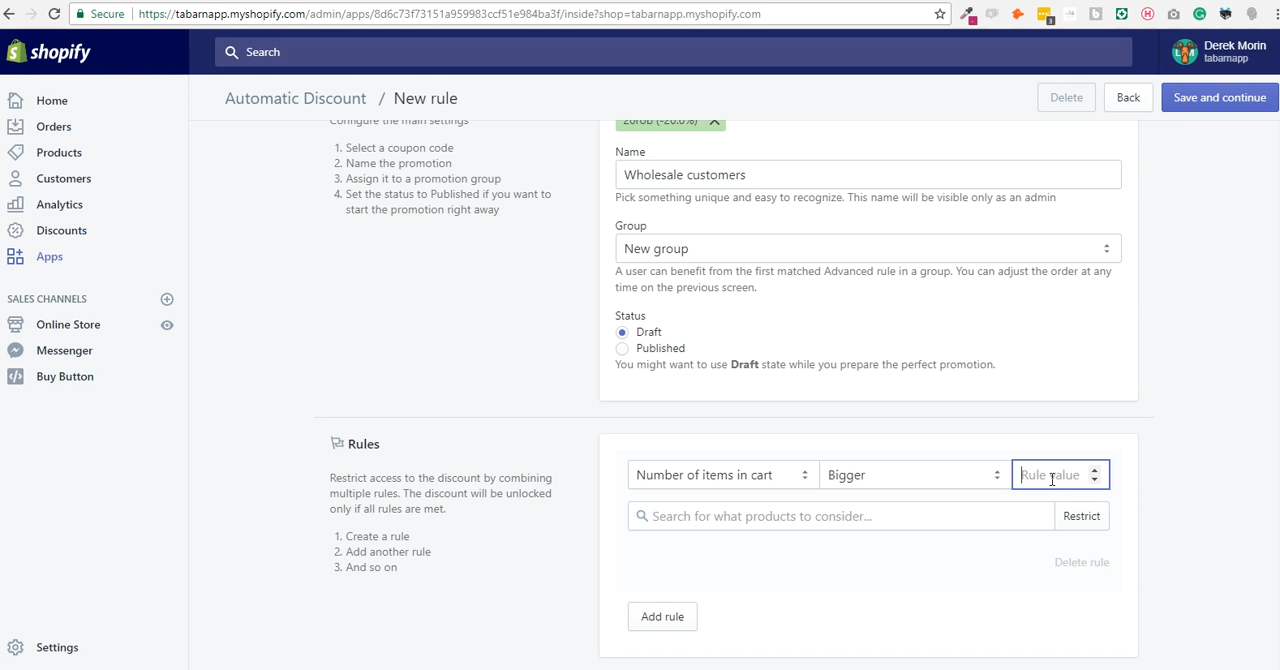 Secure
https://tabarnapp.myshopify.com/admin/apps/8d6c73f73151a959983ccf51e984ba3f/inside?shop=tabarnapp.myshopify.com
3
shopify
Search
Derek Morin
tabarnapp
Automatic Discount / New rule
Delete
Back
Save and continue
Home
Orders
Products
Customers
Analytics
Discounts
Apps
SALES CHANNELS
Online Store
Messenger
Buy Button
Settings
Configure the main settings
1. Select a coupon code
2. Name the promotion
3. Assign it to a promotion group
4. Set the status to Published if you want to
start the promotion right away
Name
Wholesale customers
Pick something unique and easy to recognize. This name will be visible only as an admin
Group
New group
A user can benefit from the first matched Advanced rule in a group. You can adjust the order at any
time on the previous screen.
Status
Draft
Published
You might want to use Draft state while you prepare the perfect promotion.
Rules
Restrict access to the discount by combining
multiple rules. The discount will be unlocked
only if all rules are met.
1. Create a rule
2. Add another rule
3. And so on
Number of items in cart
Bigger
Rule value
Search for what products to consider...
Restrict
Delete rule
Add rule